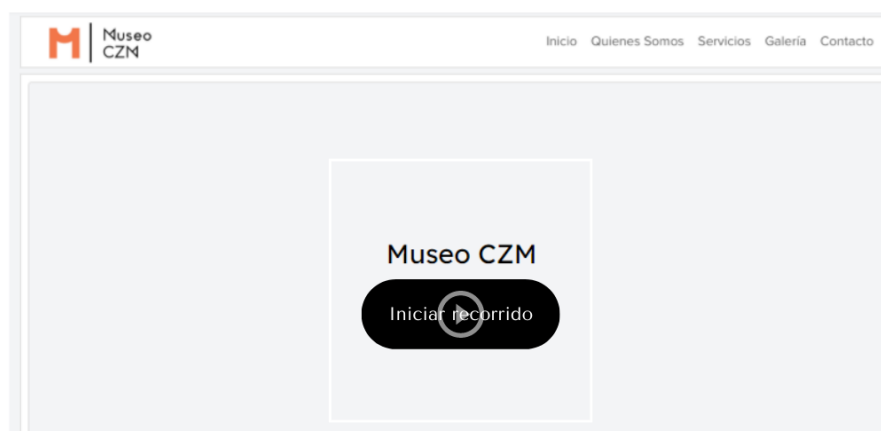 M
Museo
CZM
Inicio Quienes Somos Servicios Galería Contacto
Museo CZM
Iniciar recorrido